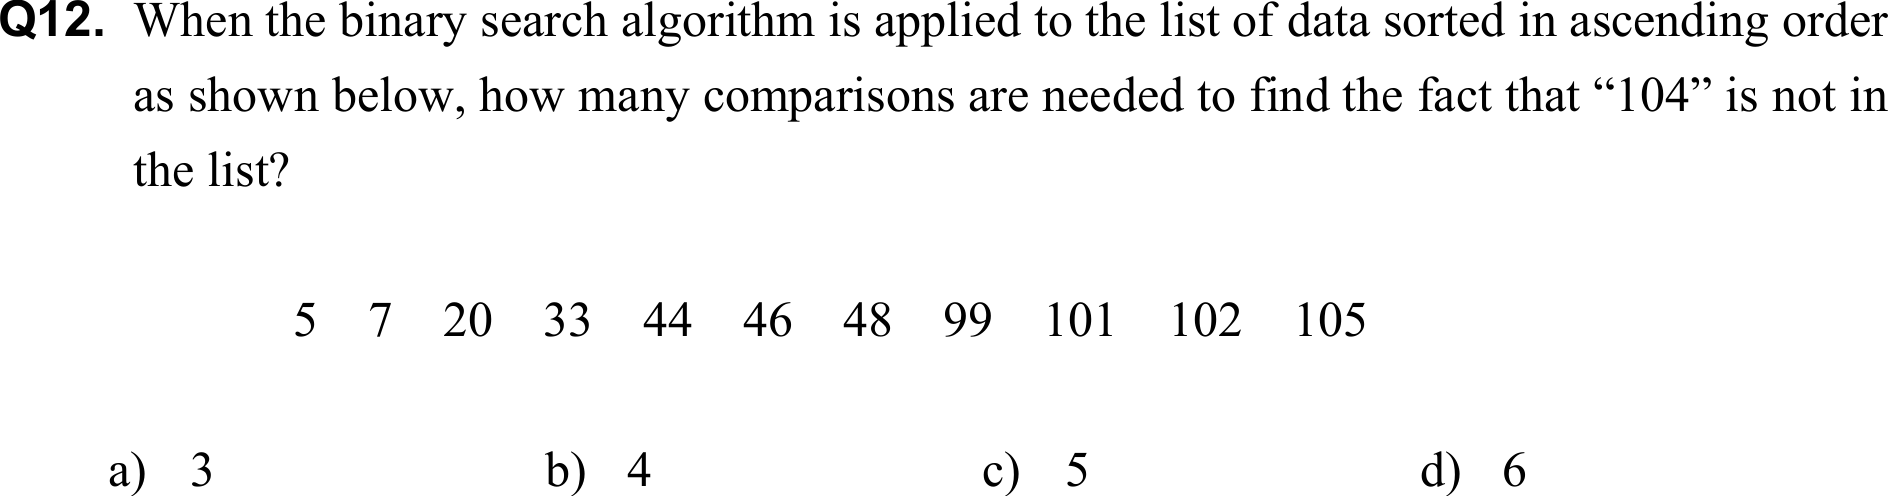 Q12. When the binary search algorithm is applied to the list of data sorted in ascending order
as shown below, how many comparisons are needed to find the fact that “104” is not in
the list?
5 7 20 33 44 46 48 99 101 102 105
a) 3 b) 4 c) 5 d) 6